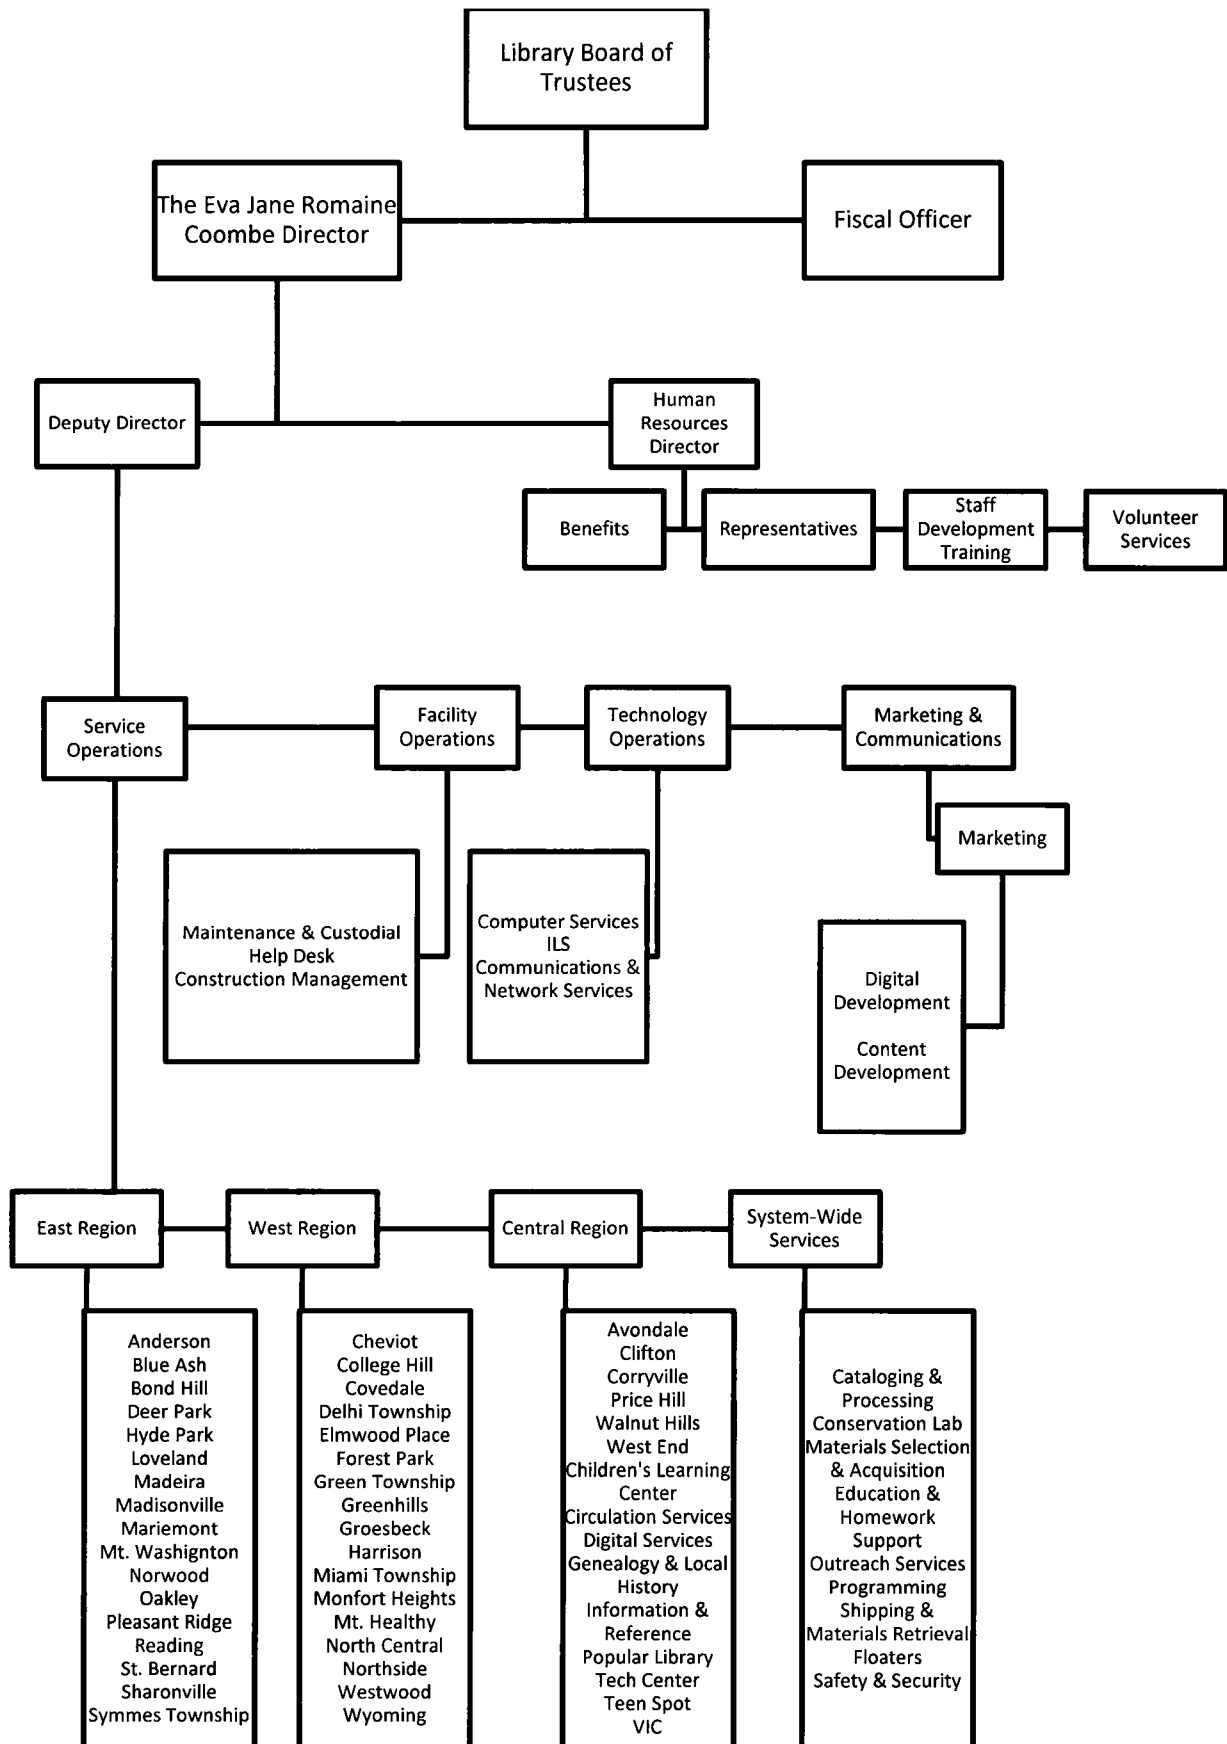 Library Board of
Trustees
The Eva Jane Romaine
Coombe Director
Fiscal Officer
Deputy Director
Human
Resources
Director
Benefits
Representatives
Staff
Development
Training
Volunteer
Services
Service
Operations
Facility
Operations
Technology
Operations
Marketing &
Communications
Marketing
Maintenance & Custodial
Help Desk
Construction Management
Computer Services
ILS
Communications &
Network Services
Digital
Development
Content
Development
East Region
West Region
Central Region
System-Wide
Services
Anderson
Blue Ash
Bond Hill
Deer Park
Hyde Park
Loveland
Madeira
Madisonville
Mariemont
Mt. Washignton
Norwood
Oakley
Pleasant Ridge
Reading
St. Bernard
Sharonville
Symmes Township
Cheviot
College Hill
Covedale
Delhi Township
Elmwood Place
Forest Park
Green Township
Greenhills
Groesbeck
Harrison
Miami Township
Monfort Heights
Mt. Healthy
North Central
Northside
Westwood
Wyoming
Avondale
Clifton
Corryville
Price Hill
Walnut Hills
West End
Children's Learning
Center
Circulation Services
Digital Services
Genealogy & Local
History
Information &
Reference
Popular Library
Tech Center
Teen Spot
VIC
Cataloging &
Processing
Conservation Lab
Materials Selection
& Acquisition
Education &
Homework
Support
Outreach Services
Programming
Shipping &
Materials Retrieval
Floaters
Safety & Security